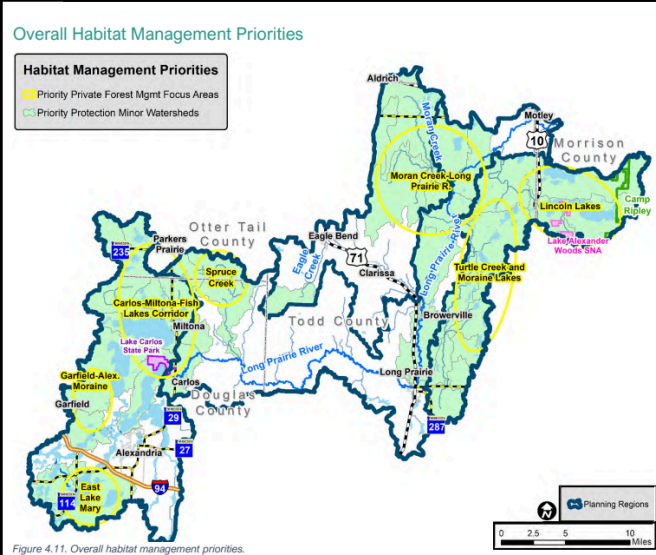 Overall Habitat Management Priorities
Habitat Management Priorities
Priority Private Forest Mgmt Focus Areas
Priority Protection Minor Watersheds
Aldrich
Moran Creek
Motley
10
Morrison
County
Moran Creek-Long
Prairie R.
Lincoln Lakes
Camp
Ripley
Lake Alexander
Woods SNA
Otter Tail
County
Parkers
Prairie
235
Eagle Bend
71
Eagle
Creek
Clarissa
Long Prairie River
Spruce
Creek
Turtle Creek and
Moraine Lakes
Carlos-Miltona-Fish
Lakes Corridor
Miltona
Todd County
Browerville
Lake Carlos
State Park
Long Prairie River
Long Prairie
Garfield-Alex.
Moraine
Carlos
Douglas
County
Garfield
29
287
27
Alexandria
94
114
East
Lake
Mary
Planning Regions
0 2.5 5 10
Miles
Figure 4.11. Overall habitat management priorities.